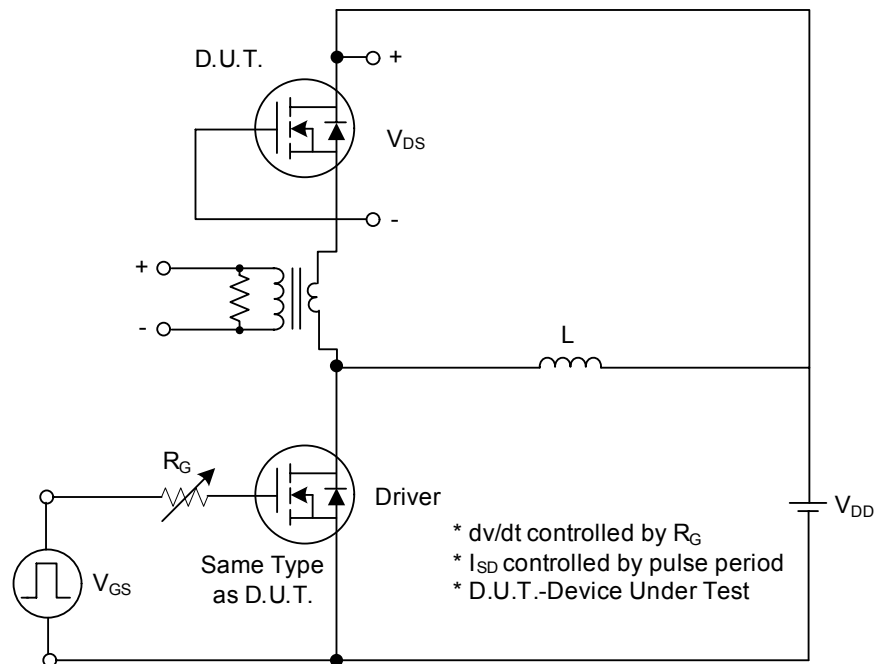 D.U.T.
+
V_DS
-
+
-
L
R_G
Driver
V_DD
Same Type
as D.U.T.
V_GS
* dv/dt controlled by R_G
* I_SD controlled by pulse period
* D.U.T.-Device Under Test